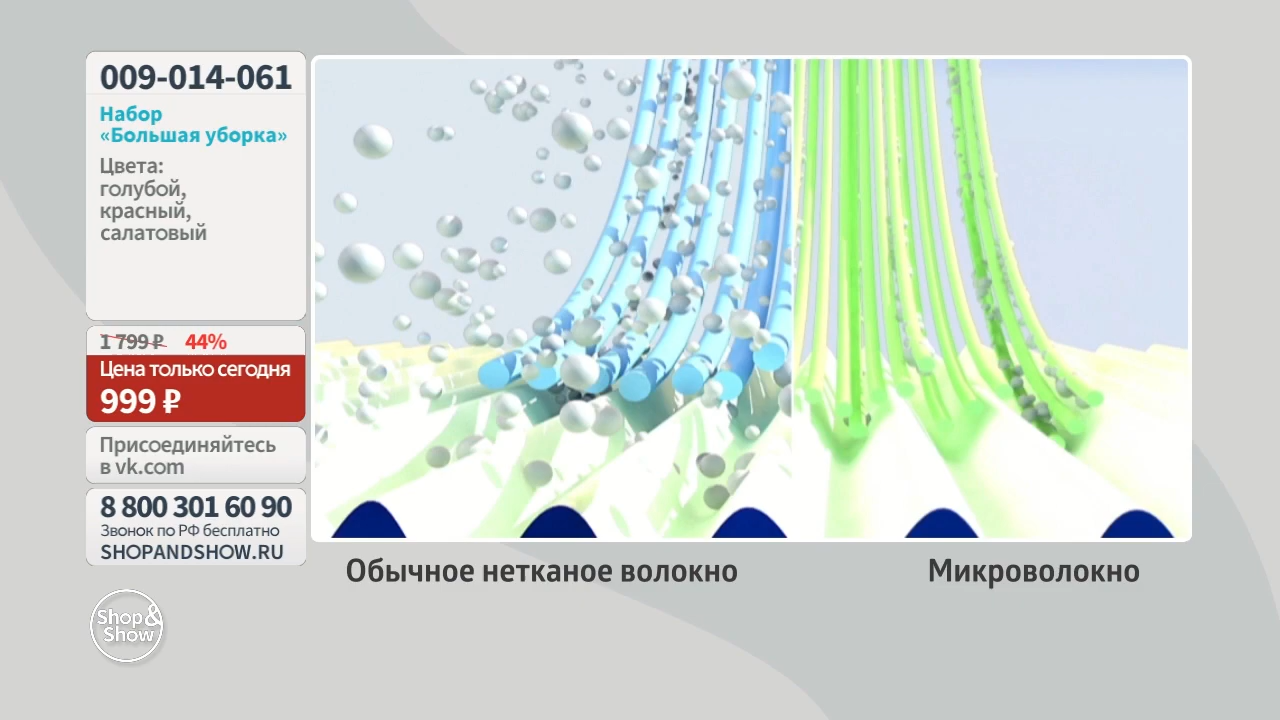 009-014-061
Набор
«Большая уборка»
Цвета:
голубой,
красный,
салатовый
1 799 ₽ 44%
Цена только сегодня
999 ₽
Присоединяйтесь
в vk.com
8 800 301 60 90
Звонок по РФ бесплатно
SHOPANDSHOW.RU
Shop&
Show
Обычное нетканое волокно
Микроволокно